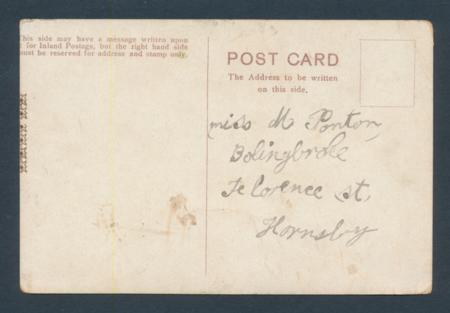 This side may have a message written upon
it for Inland Postage, but the right hand side
must be reserved for address and stamp only.
POST CARD
The Address to be written
on this side.
miss M Ponton,
Bolingbroke
Florence St,
Hornsby